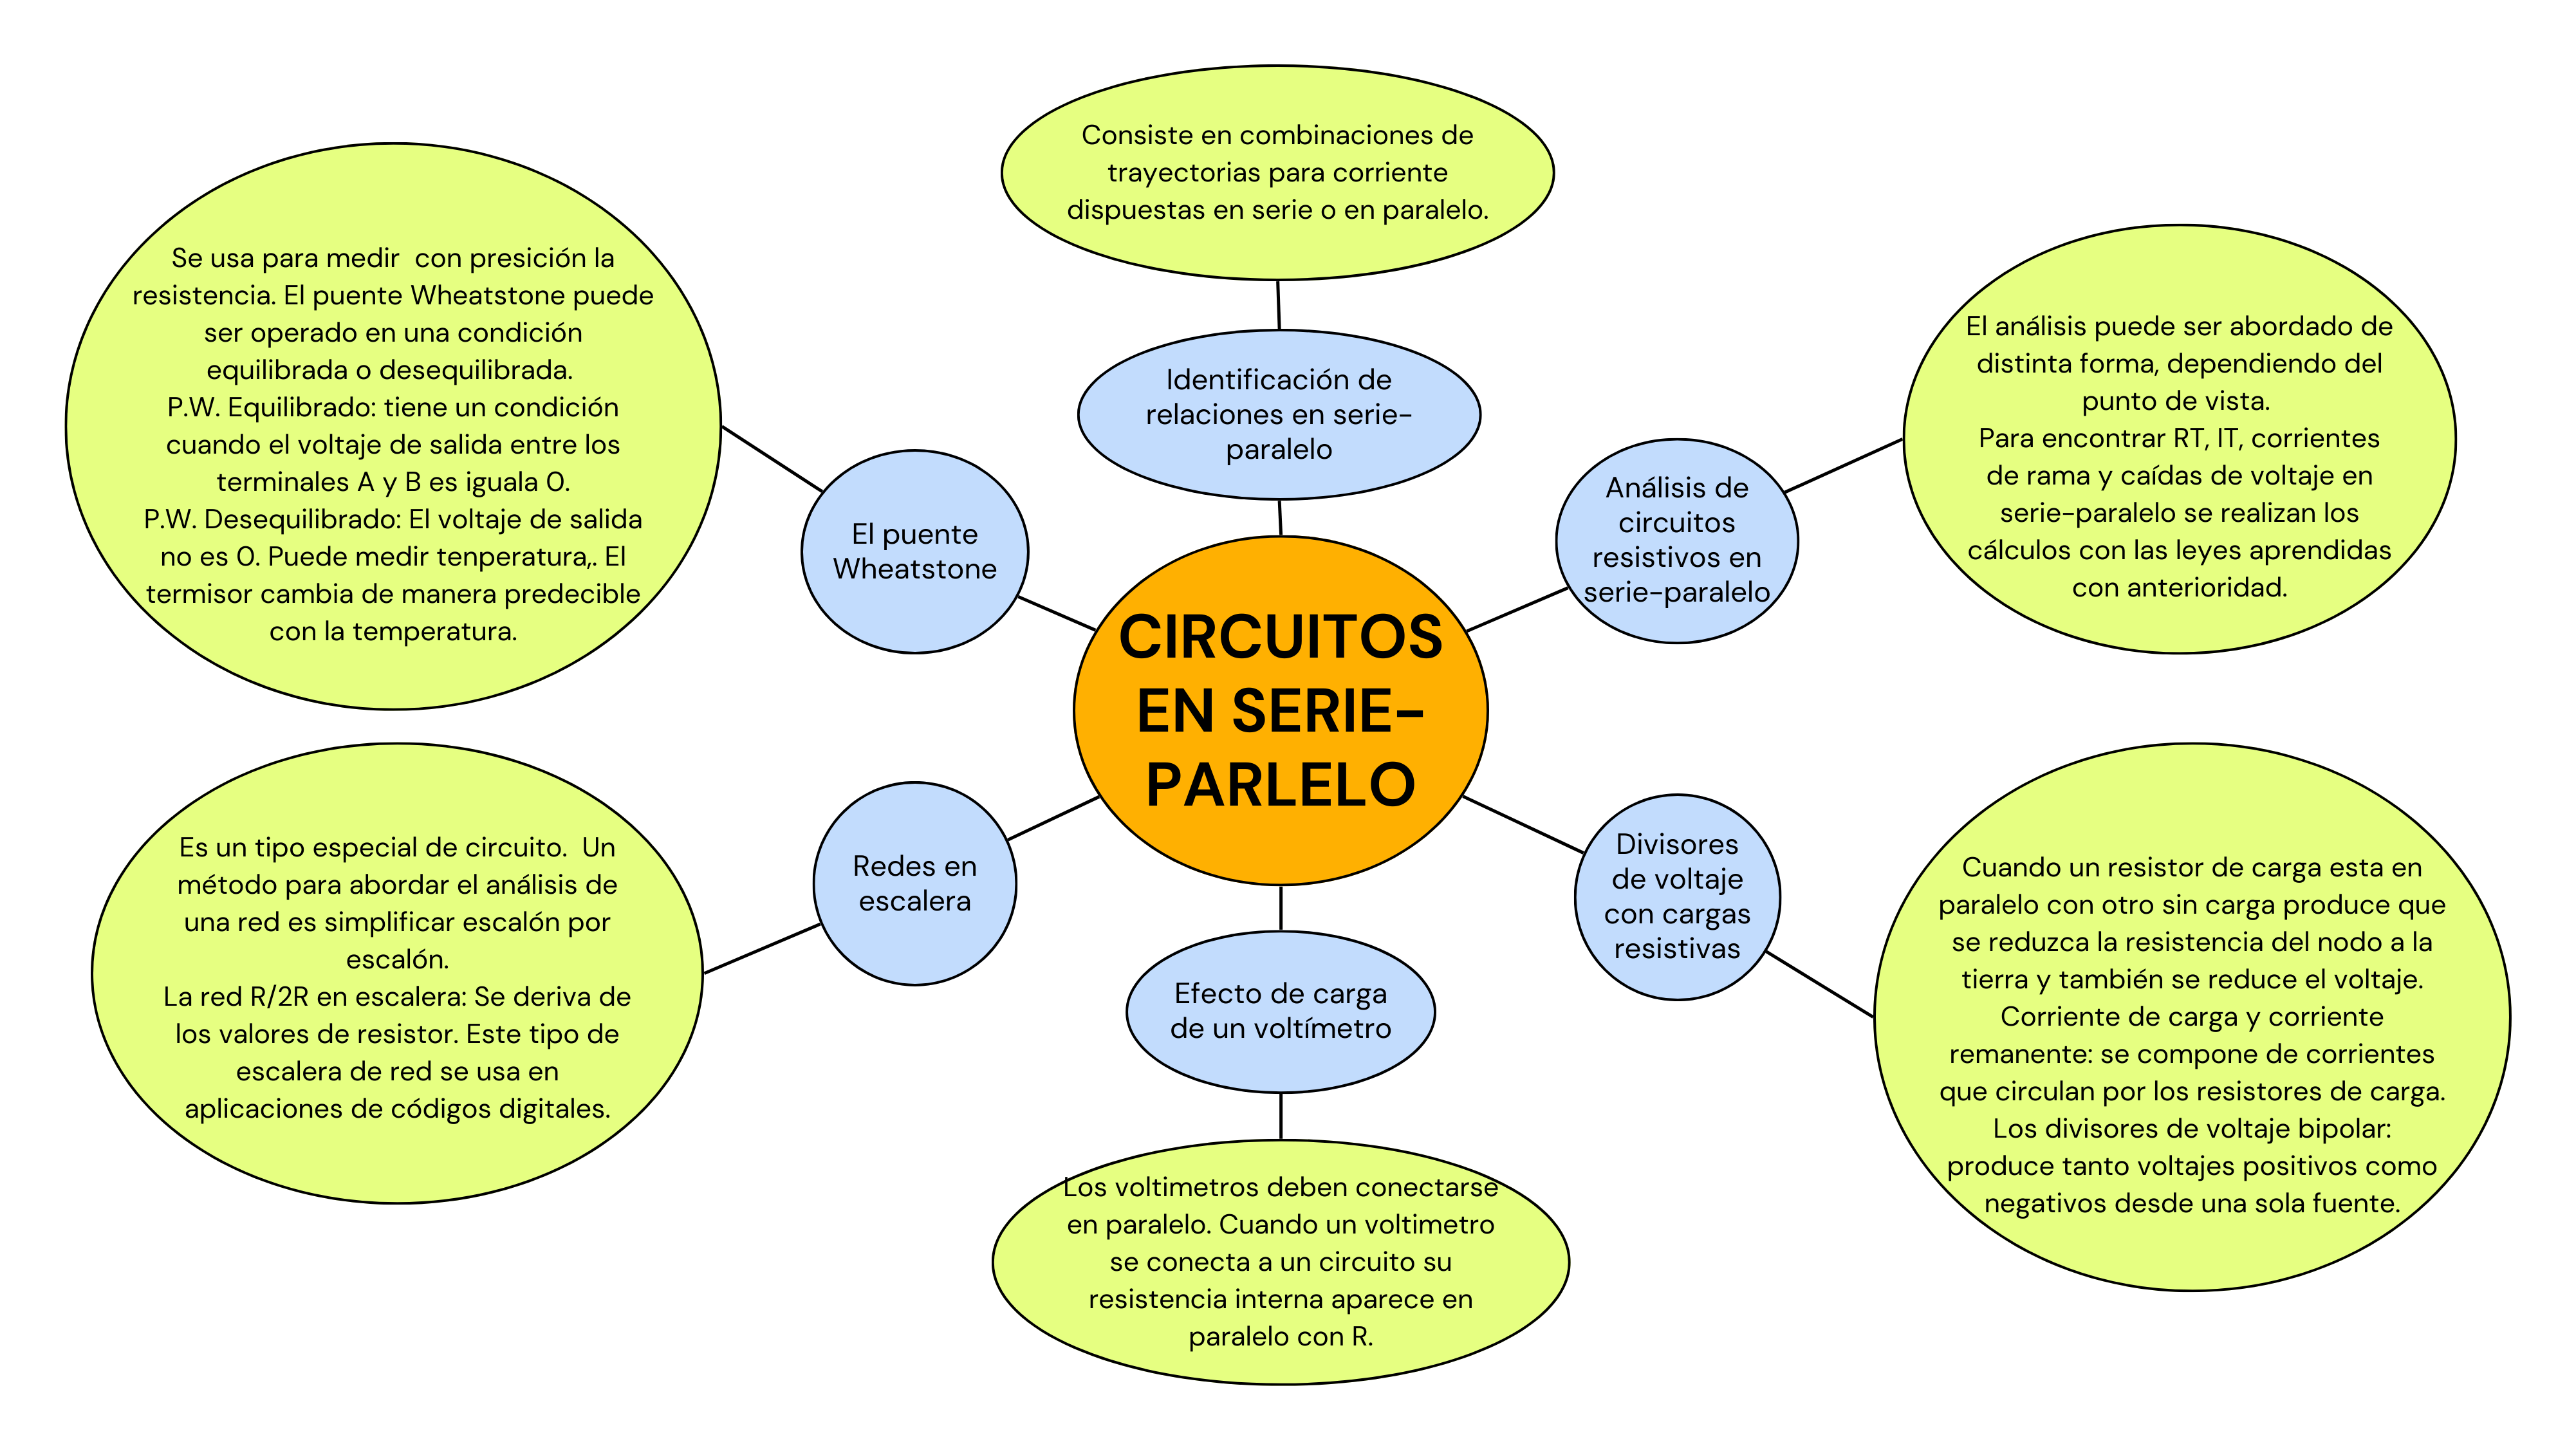 Consiste en combinaciones de
trayectorias para corriente
dispuestas en serie o en paralelo.
Identificación de
relaciones en serie-
paralelo
Se usa para medir  con presición la
resistencia. El puente Wheatstone puede
ser operado en una condición
equilibrada o desequilibrada.
P.W. Equilibrado: tiene un condición
cuando el voltaje de salida entre los
terminales A y B es iguala 0.
P.W. Desequilibrado: El voltaje de salida
no es 0. Puede medir tenperatura,. El
termisor cambia de manera predecible
con la temperatura.
El puente
Wheatstone
El análisis puede ser abordado de
distinta forma, dependiendo del
punto de vista.
Para encontrar RT, IT, corrientes
de rama y caídas de voltaje en
serie-paralelo se realizan los
cálculos con las leyes aprendidas
con anterioridad.
Análisis de
circuitos
resistivos en
serie-paralelo
CIRCUITOS
EN SERIE-
PARLELO
Es un tipo especial de circuito.  Un
método para abordar el análisis de
una red es simplificar escalón por
escalón.
La red R/2R en escalera: Se deriva de
los valores de resistor. Este tipo de
escalera de red se usa en
aplicaciones de códigos digitales.
Redes en
escalera
Divisores
de voltaje
con cargas
resistivas
Cuando un resistor de carga esta en
paralelo con otro sin carga produce que
se reduzca la resistencia del nodo a la
tierra y también se reduce el voltaje.
Corriente de carga y corriente
remanente: se compone de corrientes
que circulan por los resistores de carga.
Los divisores de voltaje bipolar:
produce tanto voltajes positivos como
negativos desde una sola fuente.
Efecto de carga
de un voltímetro
Los voltimetros deben conectarse
en paralelo. Cuando un voltimetro
se conecta a un circuito su
resistencia interna aparece en
paralelo con R.